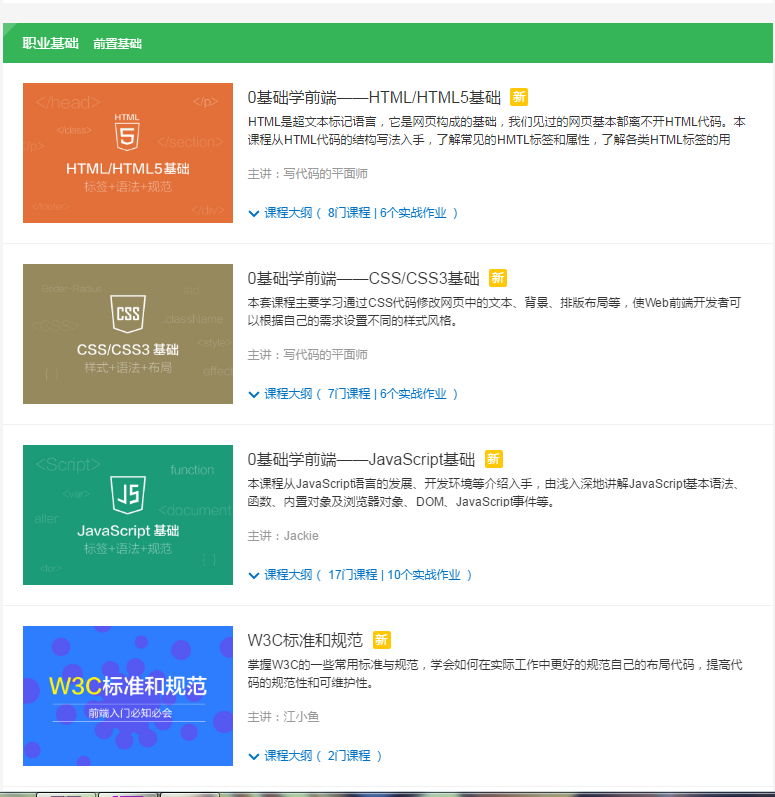 职业基础 前置基础
</head>
</p>
HTML
</class>
5
</section>
</p>
HTML/HTML5基础
标签+语法+规范
<footer>
</div>
0基础学前端——HTML/HTML5基础 新
HTML是超文本标记语言，它是网页构成的基础，我们见过的网页基本都离不开HTML代码。本
课程从HTML代码的结构写法入手，了解常见的HMTL标签和属性，了解各类HTML标签的用
主讲：写代码的平面师
课程大纲（ 8门课程 | 6个实战作业 ）
CSS
<CSS>
.className
CSS/CSS3 基础
<style>
样式+语法+布局
{ }
effect
0基础学前端——CSS/CSS3基础 新
本套课程主要学习通过CSS代码修改网页中的文本、背景、排版布局等，使Web前端开发者可
以根据自己的需求设置不同的样式风格。
主讲：写代码的平面师
课程大纲（ 7门课程 | 6个实战作业 ）
<Script>
function
JS
<var>
<document
alter
JavaScript 基础
标签+语法+规范
{ }
0基础学前端——JavaScript基础 新
本课程从JavaScript语言的发展、开发环境等介绍入手，由浅入深地讲解JavaScript基本语法、
函数、内置对象及浏览器对象、DOM、JavaScript事件等。
主讲：Jackie
课程大纲（ 17门课程 | 10个实战作业 ）
W3C标准和规范
前端入门必知必会
W3C标准和规范 新
掌握W3C的一些常用标准与规范，学会如何在实际工作中更好的规范自己的布局代码，提高代
码的规范性和可维护性。
主讲：江小鱼
课程大纲（ 2门课程 ）